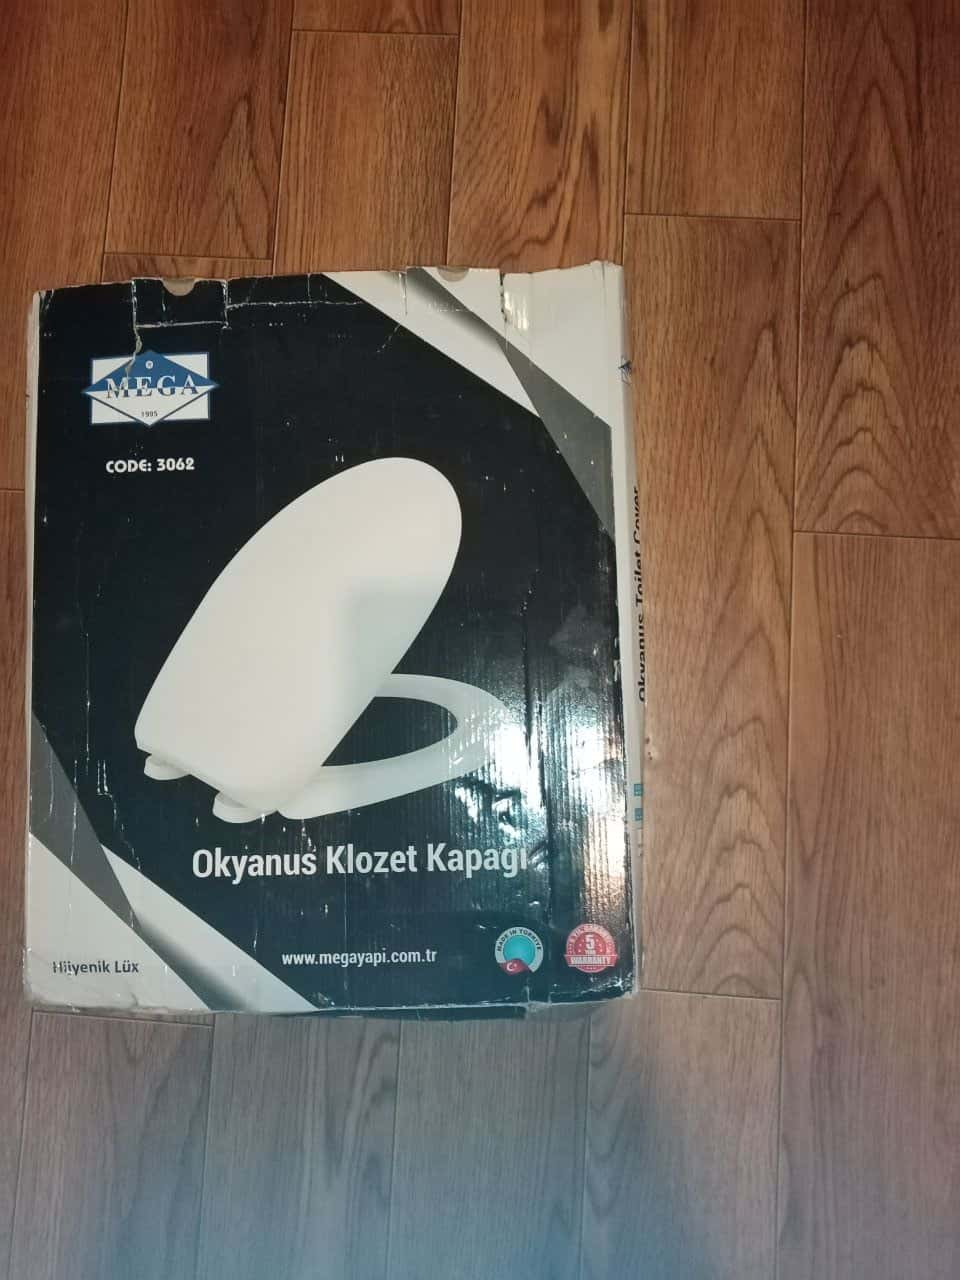 MEGA
1995
CODE: 3062
Okyanus Toilet Cover
Okyanus Klozet Kapağı
www.megayapi.com.tr
MADE IN TÜRKİYE
5
WARRANTY
Hijyenik Lüx